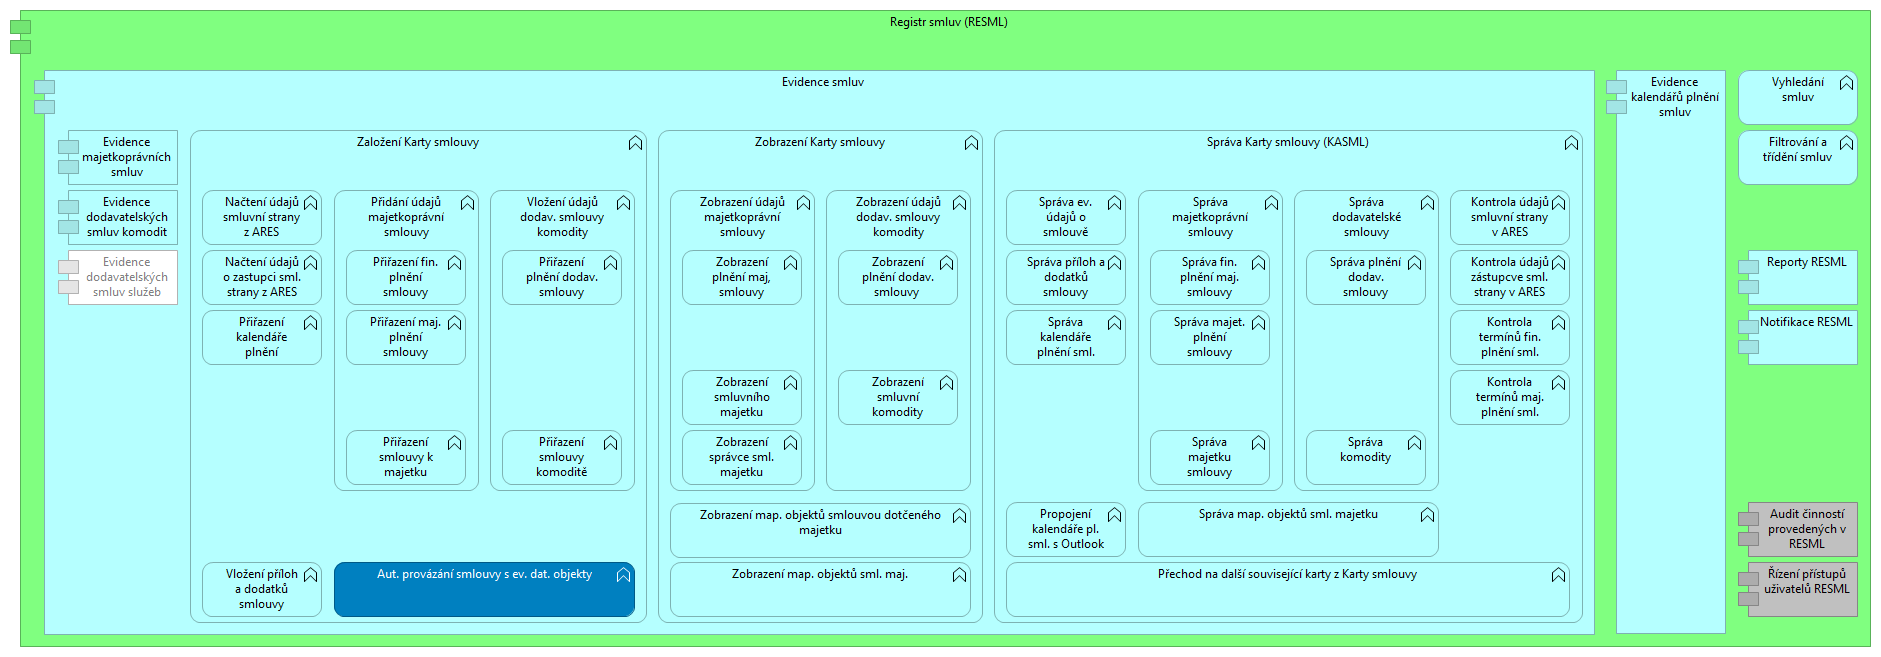 Registr smluv (RESML)
Evidence smluv
Evidence
majetkoprávních
smluv
Evidence
dodavatelských
smluv komodit
Evidence
dodavatelských
smluv služeb
Založení Karty smlouvy
Načtení údajů
smluvní strany
z ARES
Načtení údajů
o zastupci sml.
strany z ARES
Přiřazení
kalendáře
plnění
Vložení příloh
a dodatků
smlouvy
Přidání údajů
majetkoprávní
smlouvy
Přiřazení fin.
plnění
smlouvy
Přiřazení maj.
plnění
smlouvy
Přiřazení
smlouvy k
majetku
Vložení údajů
dodav. smlouvy
komodity
Přiřazení
plnění dodav.
smlouvy
Přiřazení
smlouvy
komoditě
Aut. provázání smlouvy s ev. dat. objekty
Zobrazení Karty smlouvy
Zobrazení údajů
majetkoprávní
smlouvy
Zobrazení
plnění maj,
smlouvy
Zobrazení
smluvního
majetku
Zobrazení
správce sml.
majetku
Zobrazení údajů
dodav. smlouvy
komodity
Zobrazení
plnění dodav.
smlouvy
Zobrazení
smluvní
komodity
Zobrazení map. objektů smlouvou dotčeného
majetku
Zobrazení map. objektů sml. maj.
Správa Karty smlouvy (KASML)
Správa ev.
údajů o
smlouvě
Správa příloh a
dodatků
smlouvy
Správa
kalendáře
plnění sml.
Propojení
kalendáře pl.
sml. s Outlook
Správa
majetkoprávní
smlouvy
Správa fin.
plnění maj.
smlouvy
Správa majet.
plnění
smlouvy
Správa
majetku
smlouvy
Správa
dodavatelské
smlouvy
Správa plnění
dodav.
smlouvy
Správa
komodity
Správa map. objektů sml. majetku
Kontrola údajů
smluvní strany
v ARES
Kontrola údajů
zástupcve sml.
strany v ARES
Kontrola
termínů fin.
plnění sml.
Kontrola
termínů maj.
plnění sml.
Přechod na další související karty z Karty smlouvy
Evidence
kalendářů plnění
smluv
Vyhledání
smluv
Filtrování a
třídění smluv
Reporty RESML
Notifikace RESML
Audit činností
provedených v
RESML
Řízení přístupů
uživatelů RESML